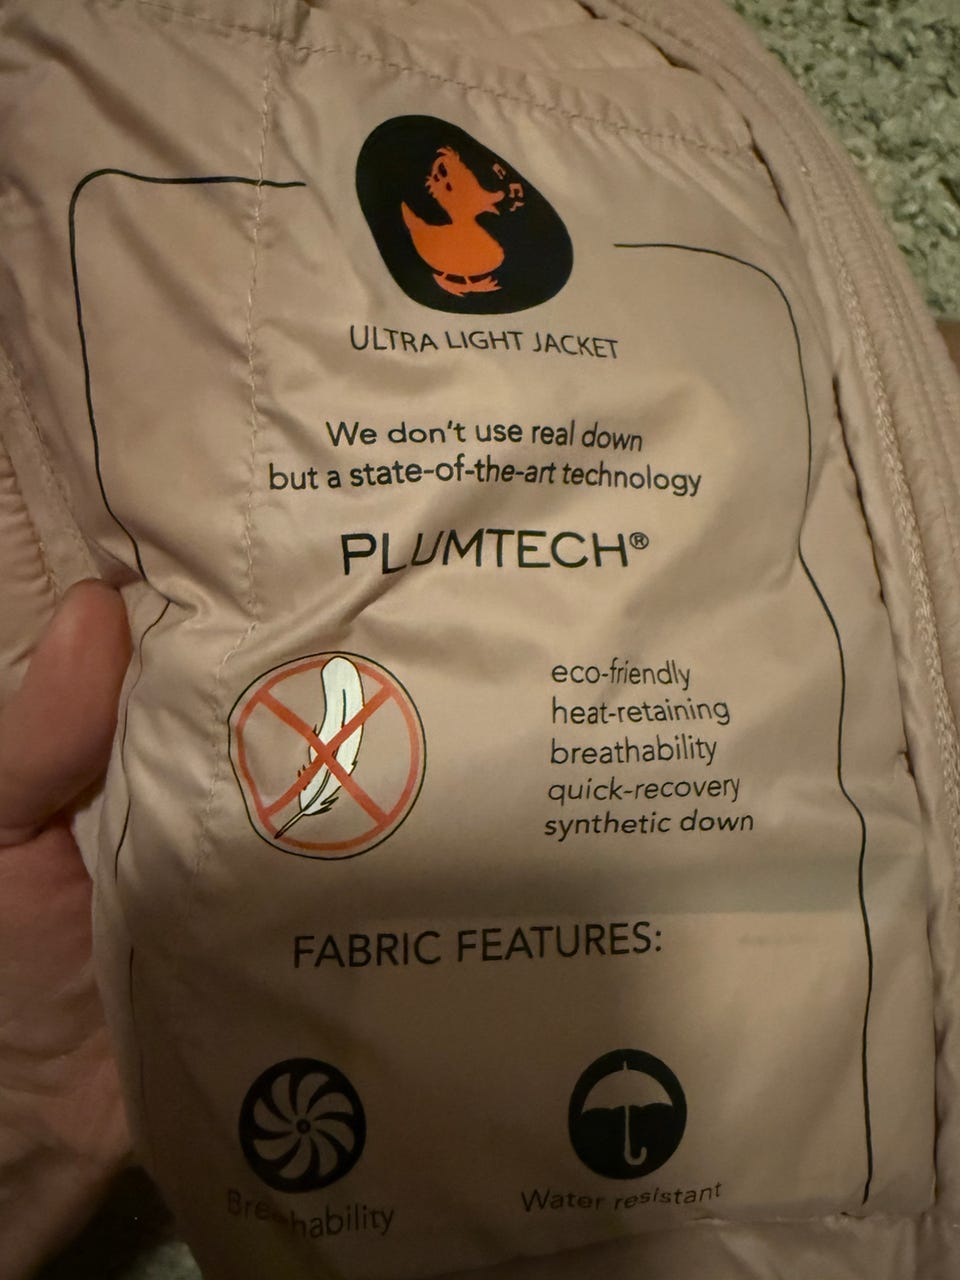 ULTRA LIGHT JACKET
We don't use real down
but a state-of-the-art technology
PLUMTECH®
eco-friendly
heat-retaining
breathability
quick-recovery
synthetic down
FABRIC FEATURES:
Breathability
Water resistant